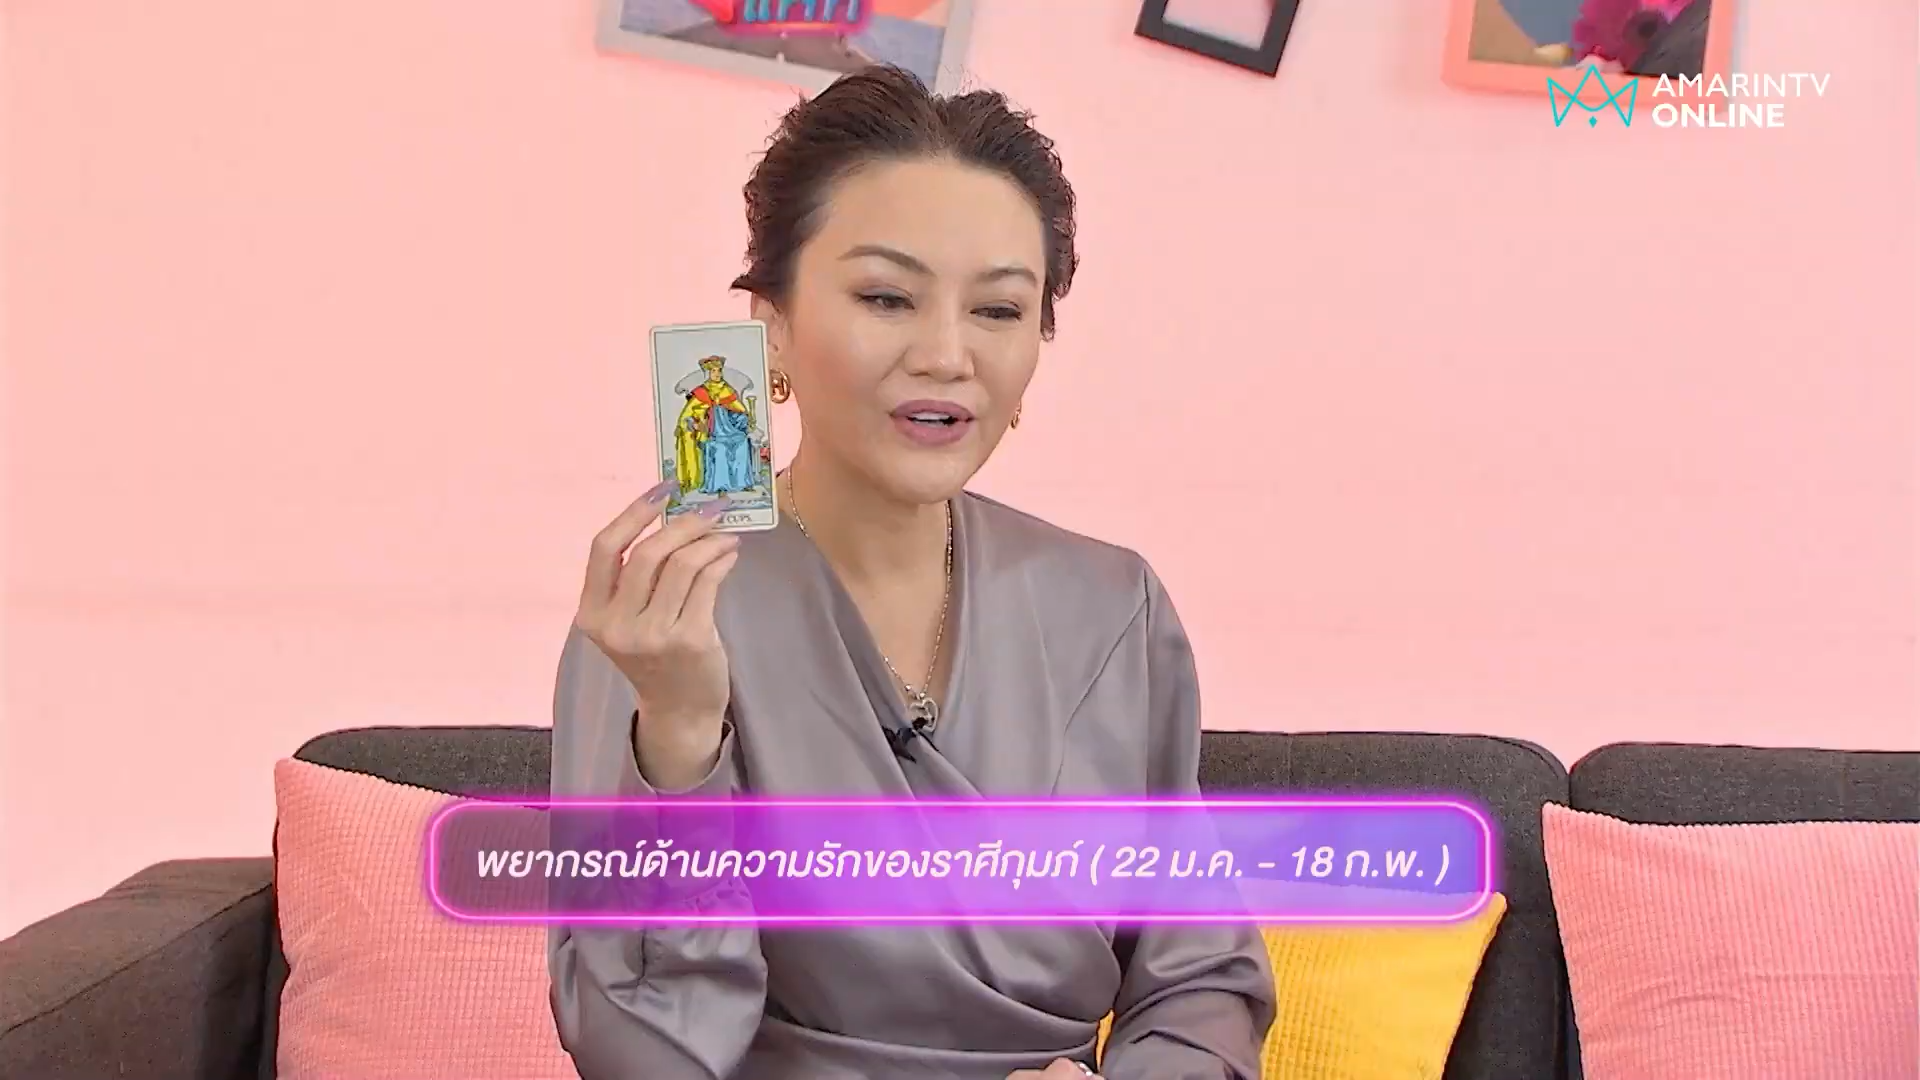 AMARINTV
ONLINE
CUPS.
พยากรณ์ด้านความรักของราศีกุมภ์ ( 22 ม.ค. - 18 ก.พ. )